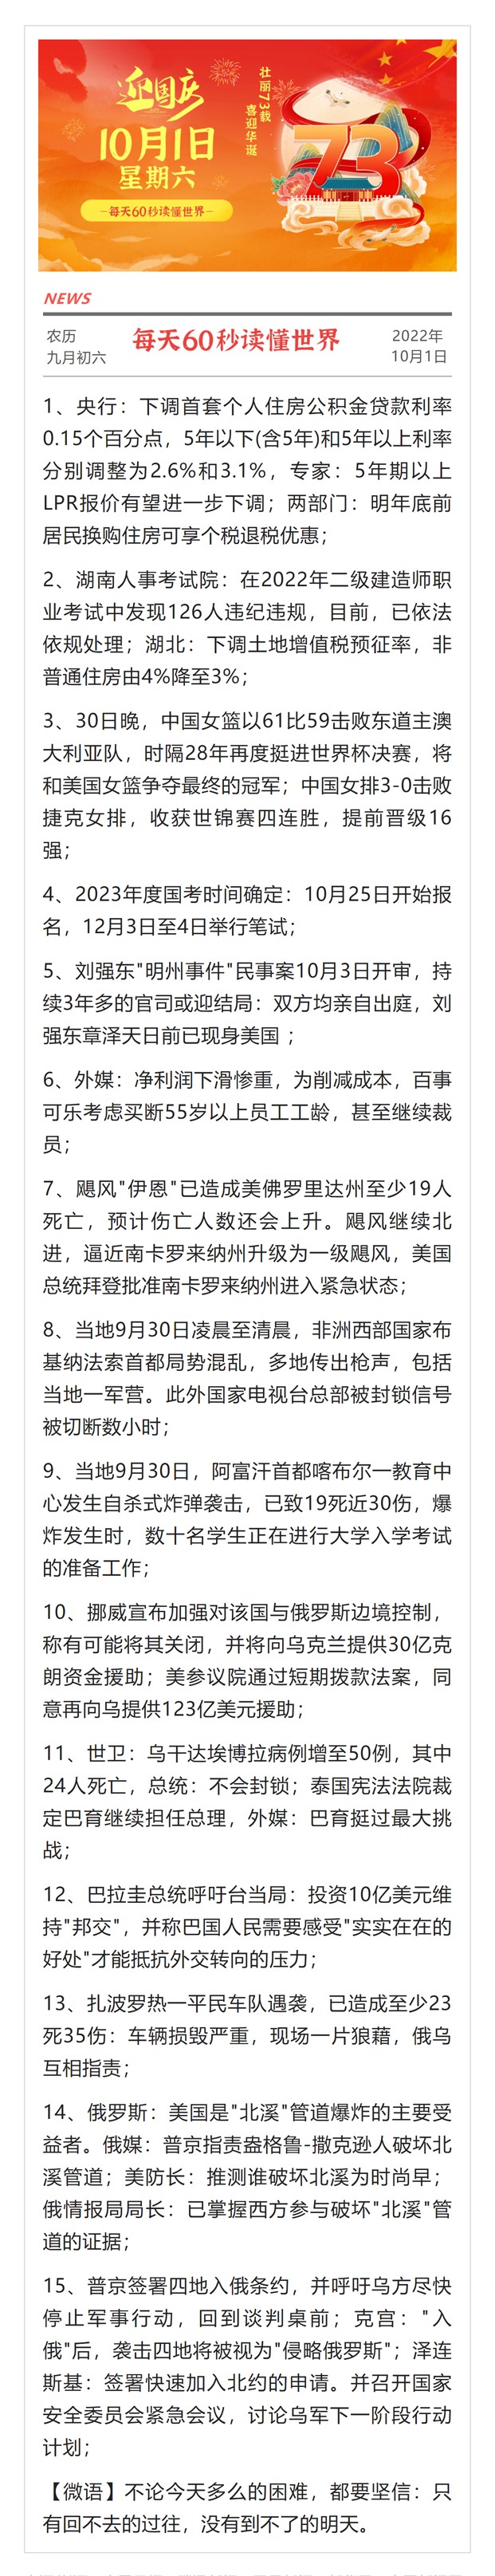 迎国庆
10月1日
星期六
每天60秒读懂世界
壮丽73载
喜迎华诞
73
NEWS
农历
九月初六
每天60秒读懂世界
2022年
10月1日
1、央行：下调首套个人住房公积金贷款利率
0.15个百分点，5年以下(含5年)和5年以上利率
分别调整为2.6%和3.1%，专家：5年期以上
LPR报价有望进一步下调；两部门：明年底前
居民换购住房可享个税退税优惠；
2、湖南人事考试院：在2022年二级建造师职
业考试中发现126人违纪违规，目前，已依法
依规处理；湖北：下调土地增值税预征率，非
普通住房由4%降至3%；
3、30日晚，中国女篮以61比59击败东道主澳
大利亚队，时隔28年再度挺进世界杯决赛，将
和美国女篮争夺最终的冠军；中国女排3-0击败
捷克女排，收获世锦赛四连胜，提前晋级16
强；
4、2023年度国考时间确定：10月25日开始报
名，12月3日至4日举行笔试；
5、刘强东"明州事件"民事案10月3日开审，持
续3年多的官司或迎结局：双方均亲自出庭，刘
强东章泽天日前已现身美国 ；
6、外媒：净利润下滑惨重，为削减成本，百事
可乐考虑买断55岁以上员工工龄，甚至继续裁
员；
7、飓风"伊恩"已造成美佛罗里达州至少19人
死亡，预计伤亡人数还会上升。飓风继续北
进，逼近南卡罗来纳州升级为一级飓风，美国
总统拜登批准南卡罗来纳州进入紧急状态；
8、当地9月30日凌晨至清晨，非洲西部国家布
基纳法索首都局势混乱，多地传出枪声，包括
当地一军营。此外国家电视台总部被封锁信号
被切断数小时；
9、当地9月30日，阿富汗首都喀布尔一教育中
心发生自杀式炸弹袭击，已致19死近30伤，爆
炸发生时，数十名学生正在进行大学入学考试
的准备工作；
10、挪威宣布加强对该国与俄罗斯边境控制，
称有可能将其关闭，并将向乌克兰提供30亿克
朗资金援助；美参议院通过短期拨款法案，同
意再向乌提供123亿美元援助；
11、世卫：乌干达埃博拉病例增至50例，其中
24人死亡，总统：不会封锁；泰国宪法法院裁
定巴育继续担任总理，外媒：巴育挺过最大挑
战；
12、巴拉圭总统呼吁台当局：投资10亿美元维
持"邦交"，并称巴国人民需要感受"实实在在的
好处"才能抵抗外交转向的压力；
13、扎波罗热一平民车队遇袭，已造成至少23
死35伤：车辆损毁严重，现场一片狼藉，俄乌
互相指责；
14、俄罗斯：美国是"北溪"管道爆炸的主要受
益者。俄媒：普京指责盎格鲁-撒克逊人破坏北
溪管道；美防长：推测谁破坏北溪为时尚早；
俄情报局局长：已掌握西方参与破坏"北溪"管
道的证据；
15、普京签署四地入俄条约，并呼吁乌方尽快
停止军事行动，回到谈判桌前；克宫："入
俄"后，袭击四地将被视为"侵略俄罗斯"；泽连
斯基：签署快速加入北约的申请。并召开国家
安全委员会紧急会议，讨论乌军下一阶段行动
计划；
【微语】不论今天多么的困难，都要坚信：只
有回不去的过往，没有到不了的明天。